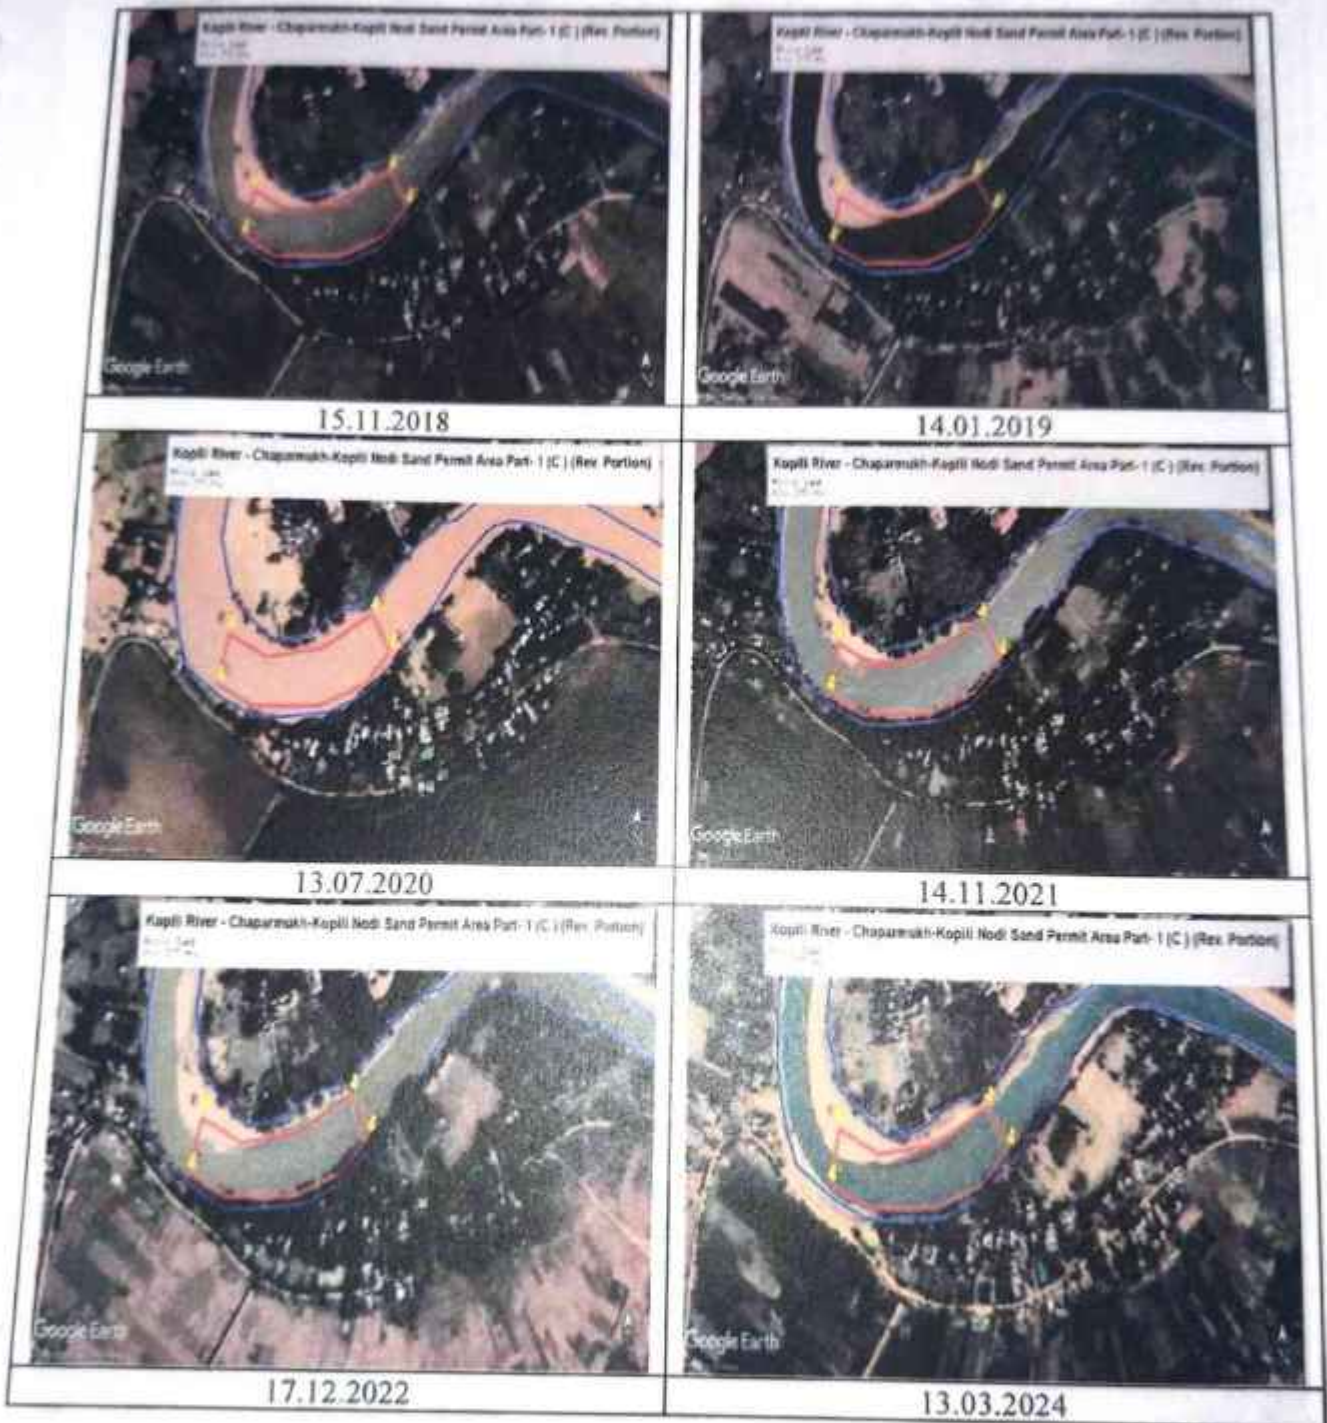 Kopili River - Chaparmukh-Kopili Nodi Sand Permit Area Part- 1 (C ) (Rev. Portion)
Google Earth
15.11.2018
Kopili River - Chaparmukh-Kopili Nodi Sand Permit Area Part- 1 (C ) (Rev. Portion)
Google Earth
14.01.2019
Kopili River - Chaparmukh-Kopili Nodi Sand Permit Area Part- 1 (C ) (Rev. Portion)
Google Earth
13.07.2020
Kopili River - Chaparmukh-Kopili Nodi Sand Permit Area Part- 1 (C ) (Rev. Portion)
Google Earth
14.11.2021
Kopili River - Chaparmukh-Kopili Nodi Sand Permit Area Part- 1 (C ) (Rev. Portion)
Google Earth
17.12.2022
Kopili River - Chaparmukh-Kopili Nodi Sand Permit Area Part- 1 (C ) (Rev. Portion)
Google Earth
13.03.2024